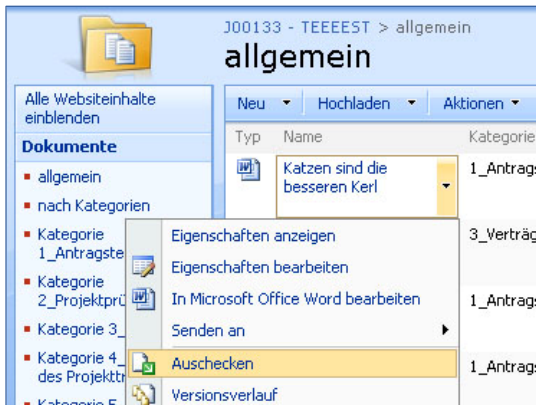 J00133 - TEEEEST > allgemein
allgemein
Alle Websiteinhalte
einblenden
Dokumente
allgemein
nach Kategorien
Kategorie
1_Antragste
Kategorie
2_Projektprü
Kategorie 3_
Kategorie 4_
des Projekttr
Kategorie 5
Neu Hochladen Aktionen
Typ Name Kategorie
Katzen sind die
besseren Kerl
1_Antrags
3_Verträg
1_Antrags
1_Antrags
Eigenschaften anzeigen
Eigenschaften bearbeiten
In Microsoft Office Word bearbeiten
Senden an
Auschecken
Versionsverlauf